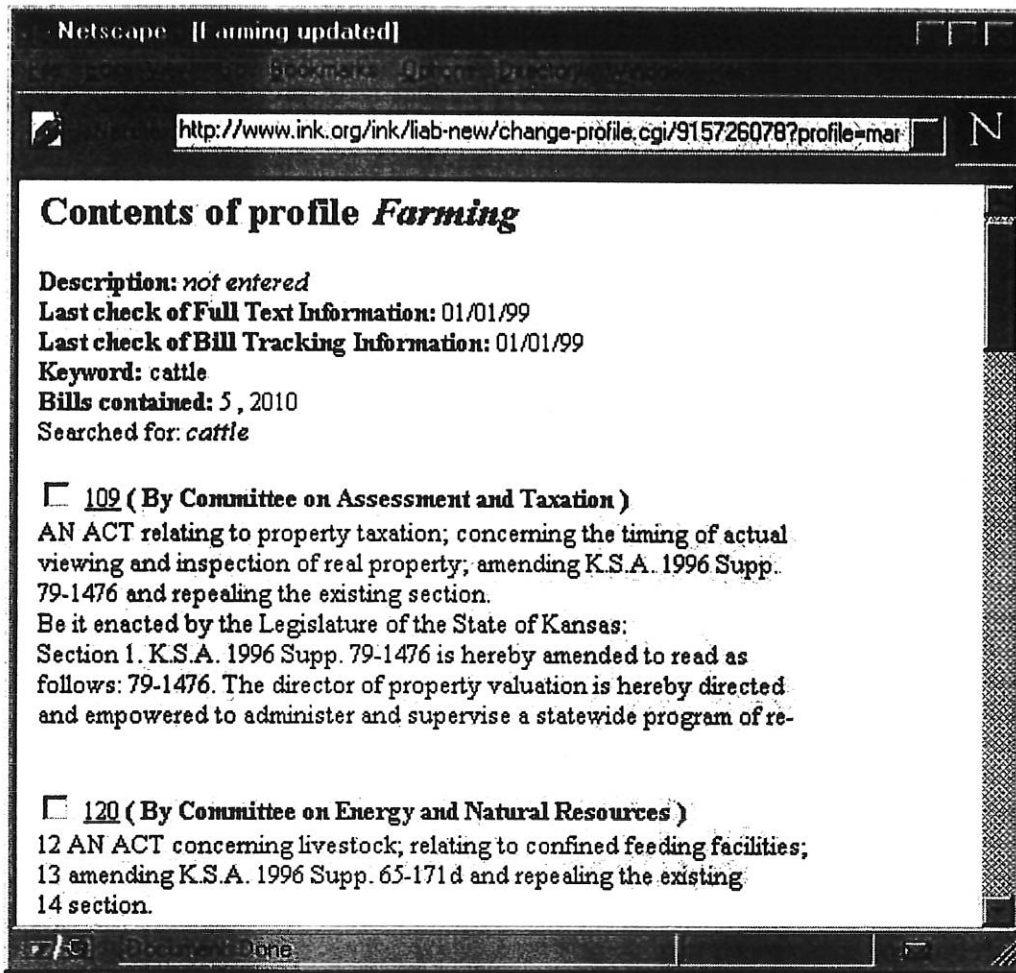 Netscape [Farming updated]
Bookmarks Options Directory Window
http://www.ink.org/ink/liab-new/change-profile.cgi/915726078?profile=mar
N
Contents of profile Farming
Description: not entered
Last check of Full Text Information: 01/01/99
Last check of Bill Tracking Information: 01/01/99
Keyword: cattle
Bills contained: 5 , 2010
Searched for: cattle
109 ( By Committee on Assessment and Taxation )
AN ACT relating to property taxation; concerning the timing of actual
viewing and inspection of real property; amending K.S.A. 1996 Supp.
79-1476 and repealing the existing section.
Be it enacted by the Legislature of the State of Kansas:
Section 1. K.S.A. 1996 Supp. 79-1476 is hereby amended to read as
follows: 79-1476. The director of property valuation is hereby directed
and empowered to administer and supervise a statewide program of re-
120 ( By Committee on Energy and Natural Resources )
12 AN ACT concerning livestock; relating to confined feeding facilities;
13 amending K.S.A. 1996 Supp. 65-171d and repealing the existing
14 section.
Document Done